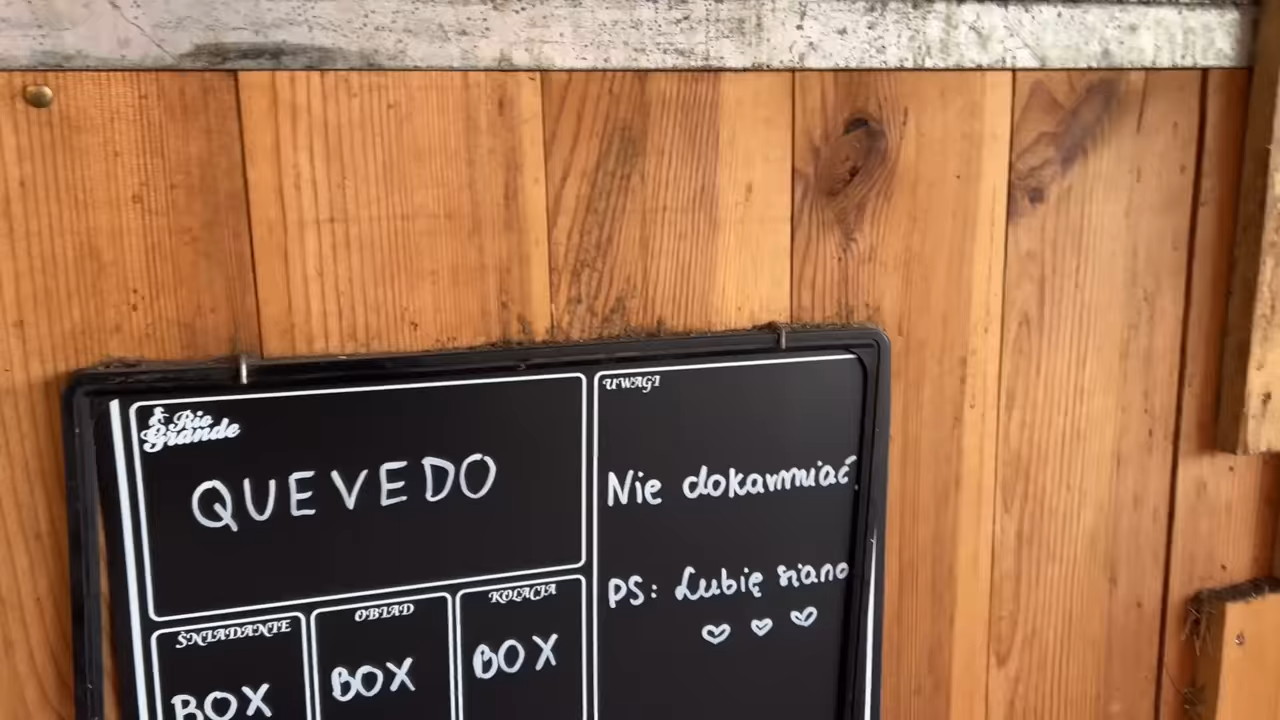 & Rio
Grande
QUEVEDO
UWAGI
Nie dokarmiać
PS: Lubię siano
ŚNIADANIE
OBIAD
KOLACJA
BOX
BOX
BOX